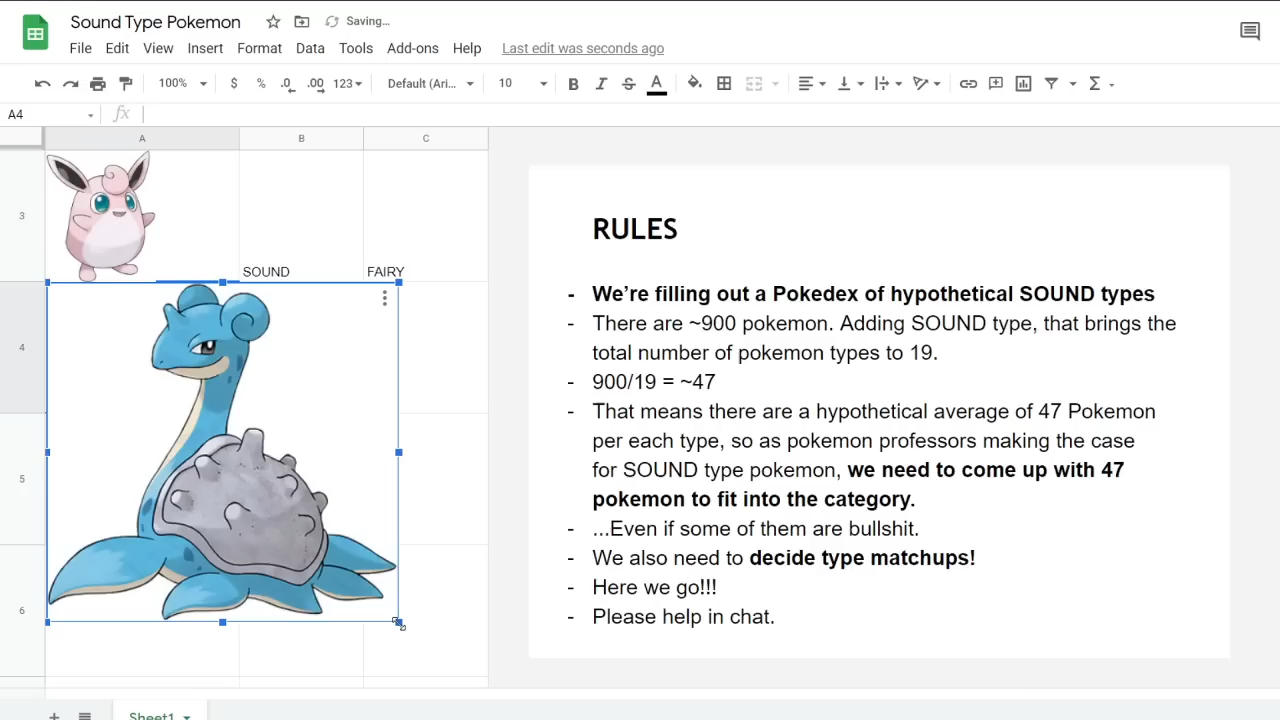 Sound Type Pokemon Saving…
File Edit View Insert Format Data Tools Add-ons Help Last edit was seconds ago
100% $ % .0 .00 123 Default (Ari... 10 B I S A Σ
A4 fx
A B C
3 SOUND FAIRY
4
5
6
RULES
- We’re filling out a Pokedex of hypothetical SOUND types
- There are ~900 pokemon. Adding SOUND type, that brings the
total number of pokemon types to 19.
- 900/19 = ~47
- That means there are a hypothetical average of 47 Pokemon
per each type, so as pokemon professors making the case
for SOUND type pokemon, we need to come up with 47
pokemon to fit into the category.
- ...Even if some of them are bullshit.
- We also need to decide type matchups!
- Here we go!!!
- Please help in chat.
Sheet1